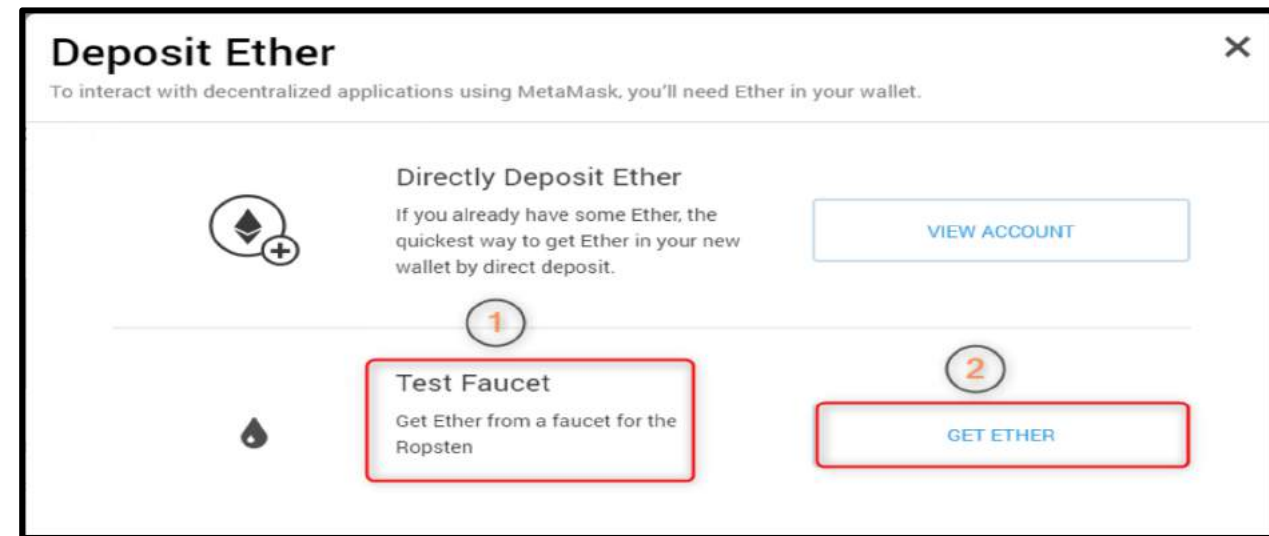 Deposit Ether
To interact with decentralized applications using MetaMask, you'll need Ether in your wallet.
Directly Deposit Ether
If you already have some Ether, the
quickest way to get Ether in your new
wallet by direct deposit.
VIEW ACCOUNT
1
Test Faucet
Get Ether from a faucet for the
Ropsten
2
GET ETHER